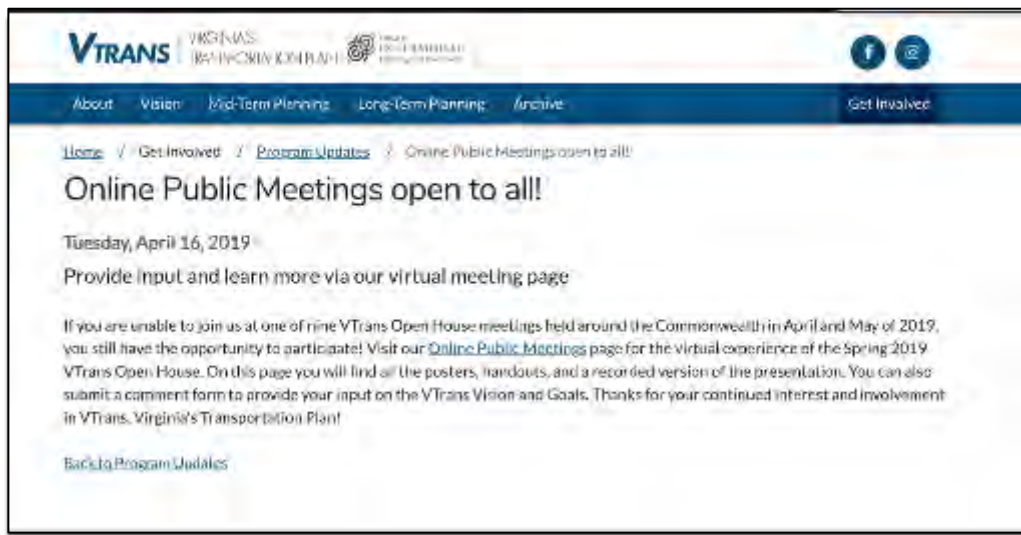 VTRANS VIRGINIA'S
TRANSPORTATION PLAN
About Vision Mid-Term Planning Long-Term Planning Archive Get Involved
Home / Get Involved / Program Updates / Online Public Meetings open to all!
Online Public Meetings open to all!
Tuesday, April 16, 2019
Provide input and learn more via our virtual meeting page
If you are unable to join us at one of nine VTrans Open House meetings held around the Commonwealth in April and May of 2019,
you still have the opportunity to participate! Visit our Online Public Meetings page for the virtual experience of the Spring 2019
VTrans Open House. On this page you will find all the posters, handouts, and a recorded version of the presentation. You can also
submit a comment form to provide your input on the VTrans Vision and Goals. Thanks for your continued interest and involvement
in VTrans, Virginia's Transportation Plan!
Back to Program Updates